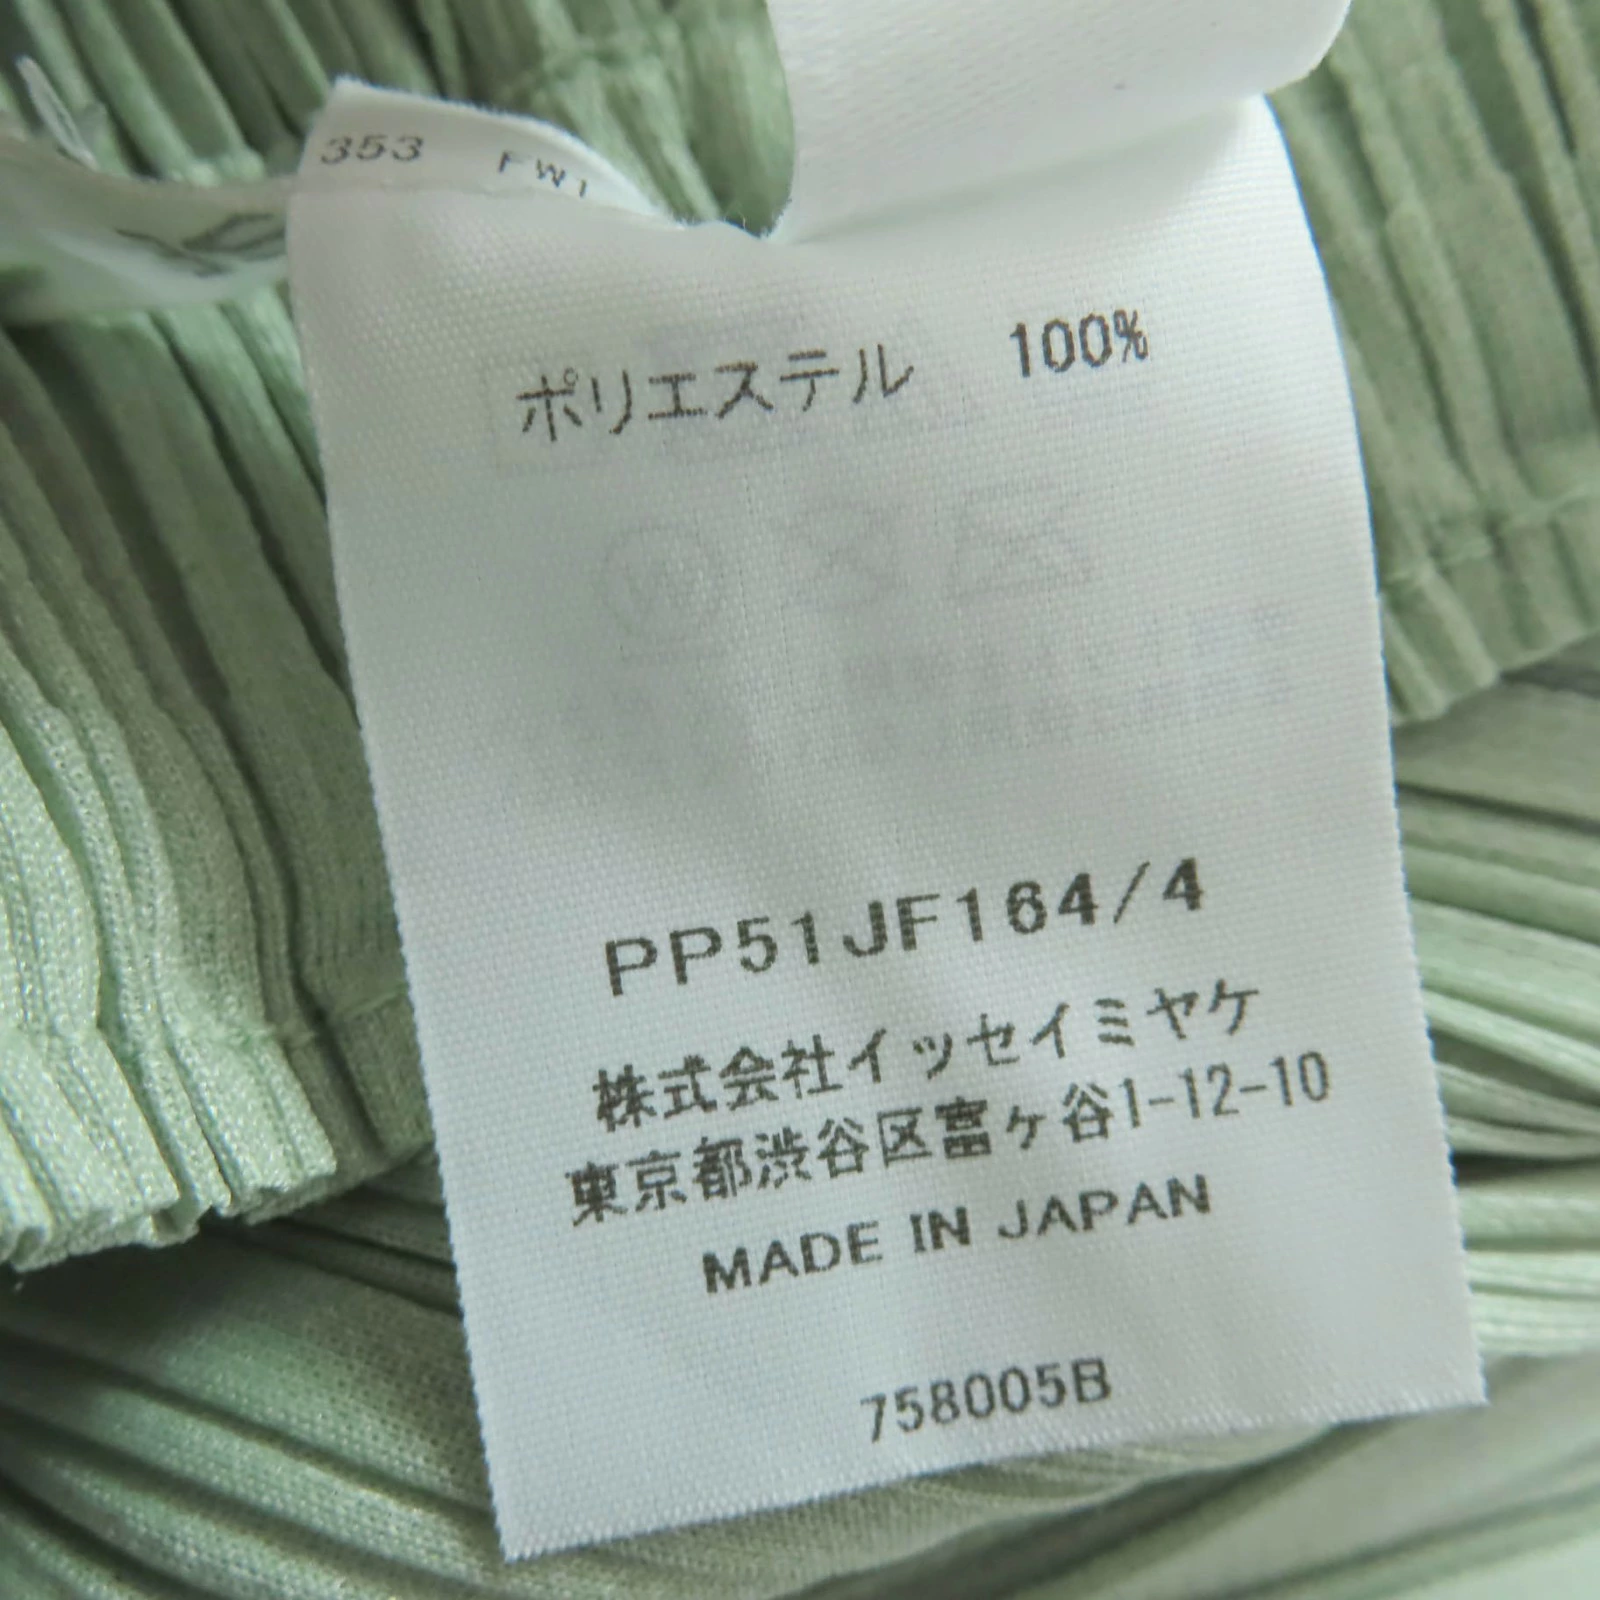 353 FW1
ポリエステル 100%
PP51JF164/4
株式会社イッセイミヤケ
東京都渋谷区富ヶ谷1-12-10
MADE IN JAPAN
758005B